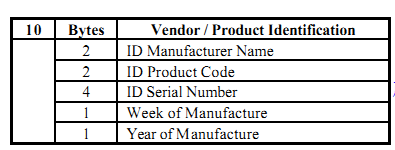 10 Bytes Vendor / Product Identification
2 ID Manufacturer Name
2 ID Product Code
4 ID Serial Number
1 Week of Manufacture
1 Year of Manufacture